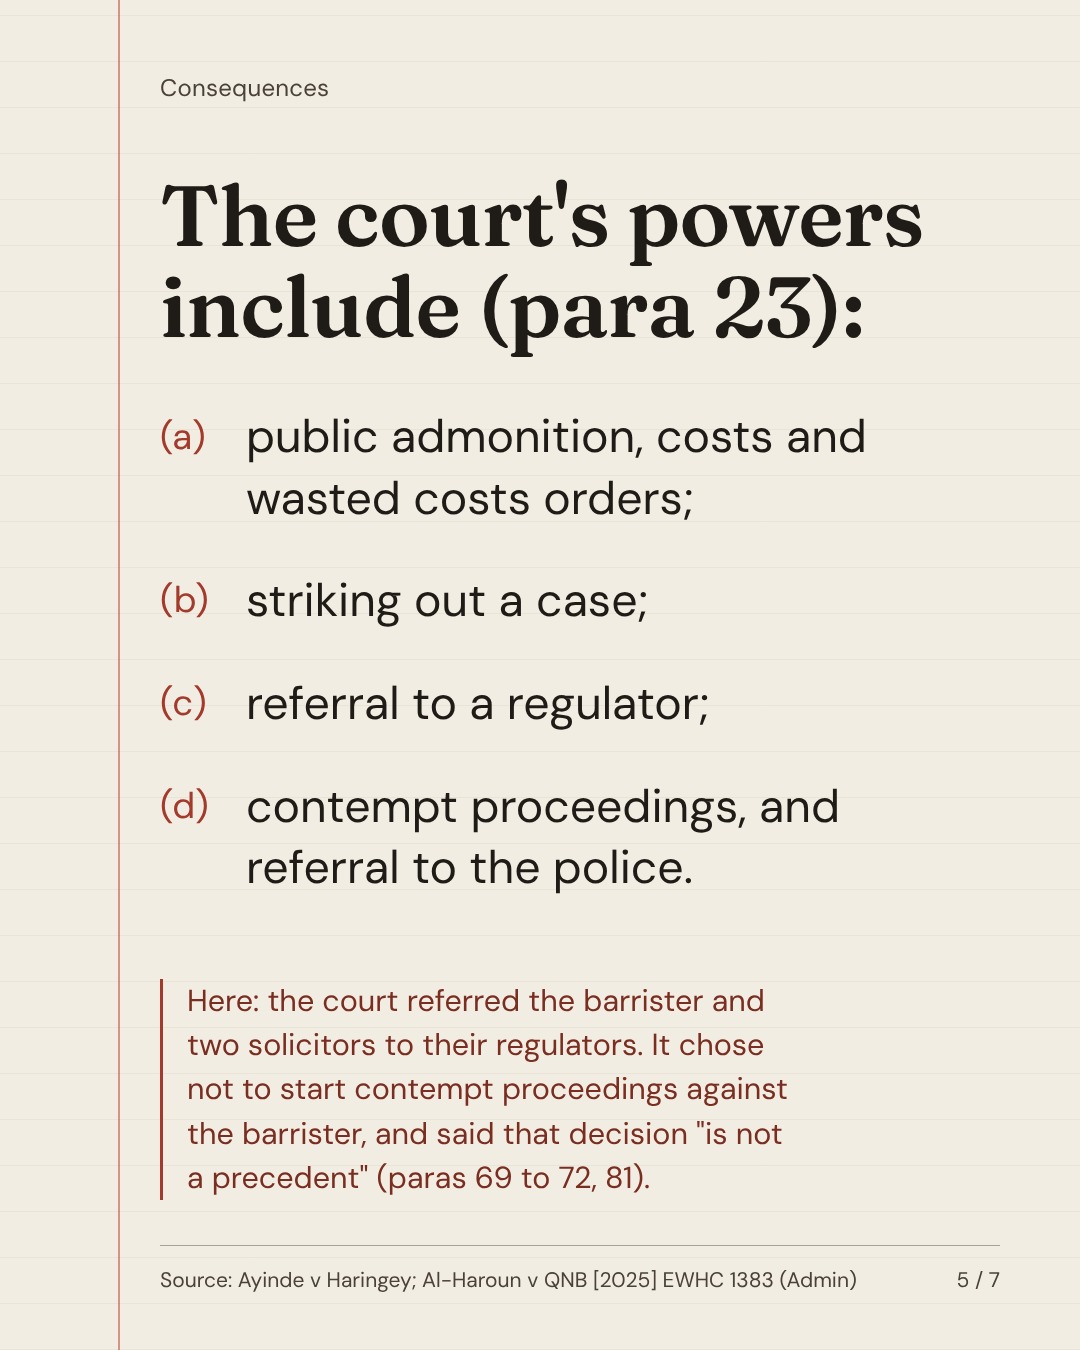 Consequences
The court's powers
include (para 23):
(a) public admonition, costs and
wasted costs orders;
(b) striking out a case;
(c) referral to a regulator;
(d) contempt proceedings, and
referral to the police.
Here: the court referred the barrister and
two solicitors to their regulators. It chose
not to start contempt proceedings against
the barrister, and said that decision "is not
a precedent" (paras 69 to 72, 81).
Source: Ayinde v Haringey; Al-Haroun v QNB [2025] EWHC 1383 (Admin) 5 / 7